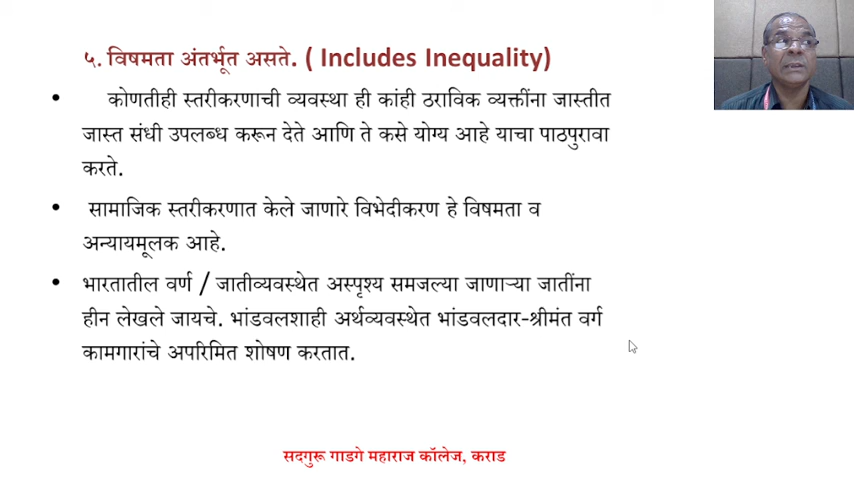 ५. विषमता अंतर्भूत असते. ( Includes Inequality)
• कोणतीही स्तरीकरणाची व्यवस्था ही कांही ठराविक व्यक्तींना जास्तीत
जास्त संधी उपलब्ध करून देते आणि ते कसे योग्य आहे याचा पाठपुरावा
करते.
• सामाजिक स्तरीकरणात केले जाणारे विभेदीकरण हे विषमता व
अन्यायमूलक आहे.
• भारतातील वर्ण / जातीव्यवस्थेत अस्पृश्य समजल्या जाणाऱ्या जातींना
हीन लेखले जायचे. भांडवलशाही अर्थव्यवस्थेत भांडवलदार-श्रीमंत वर्ग
कामगारांचे अपरिमित शोषण करतात.
सदगुरू गाडगे महाराज कॉलेज, कराड